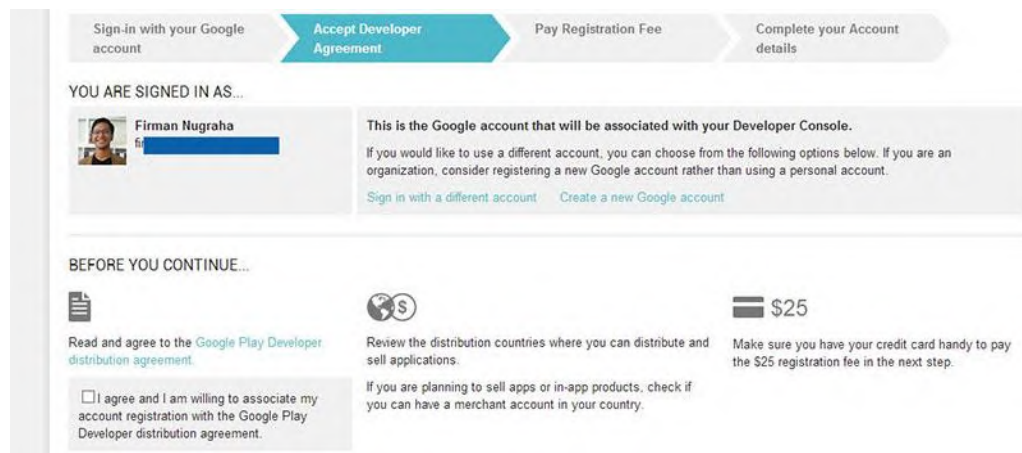 Sign-in with your Google
account
Accept Developer
Agreement
Pay Registration Fee
Complete your Account
details
YOU ARE SIGNED IN AS...
Firman Nugraha
This is the Google account that will be associated with your Developer Console.
If you would like to use a different account, you can choose from the following options below. If you are an
organization, consider registering a new Google account rather than using a personal account.
Sign in with a different account Create a new Google account
BEFORE YOU CONTINUE...
Read and agree to the Google Play Developer
distribution agreement.
I agree and I am willing to associate my
account registration with the Google Play
Developer distribution agreement.
Review the distribution countries where you can distribute and
sell applications.
If you are planning to sell apps or in-app products, check if
you can have a merchant account in your country.
$25
Make sure you have your credit card handy to pay
the $25 registration fee in the next step.